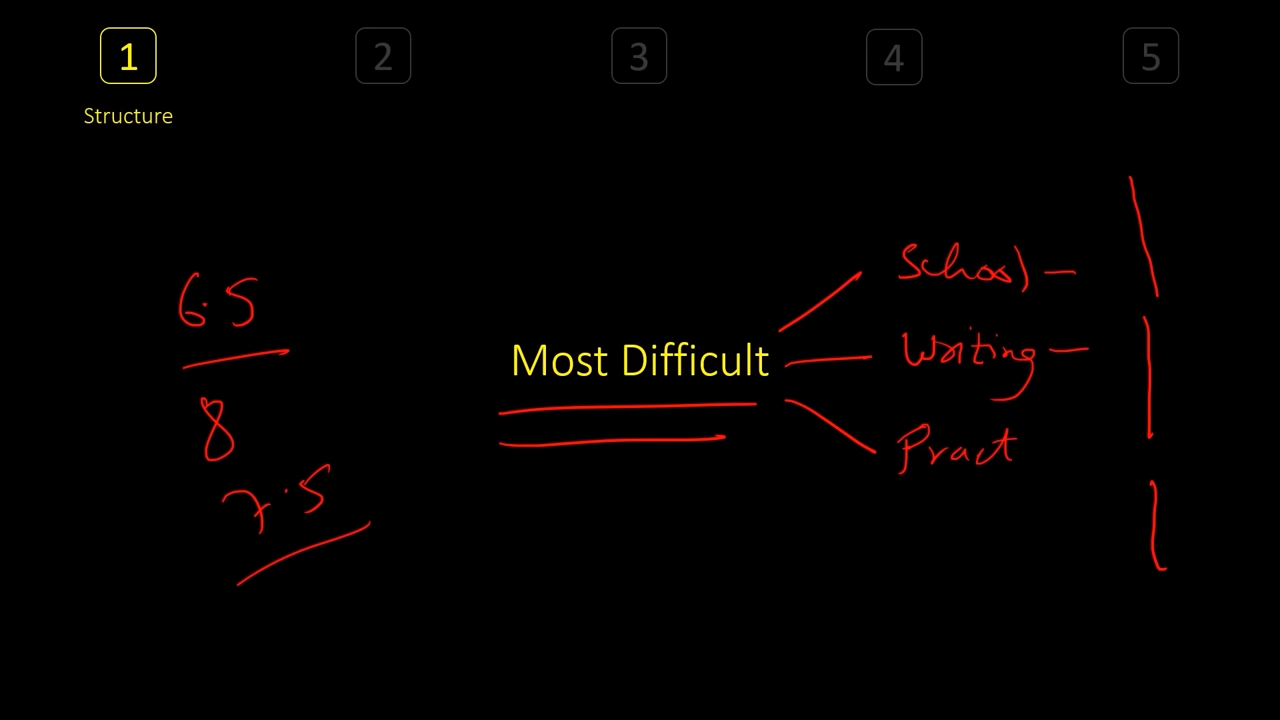 1 2 3 4 5
Structure
6.5
8
7.5
Most Difficult
School -
Writing -
Pract